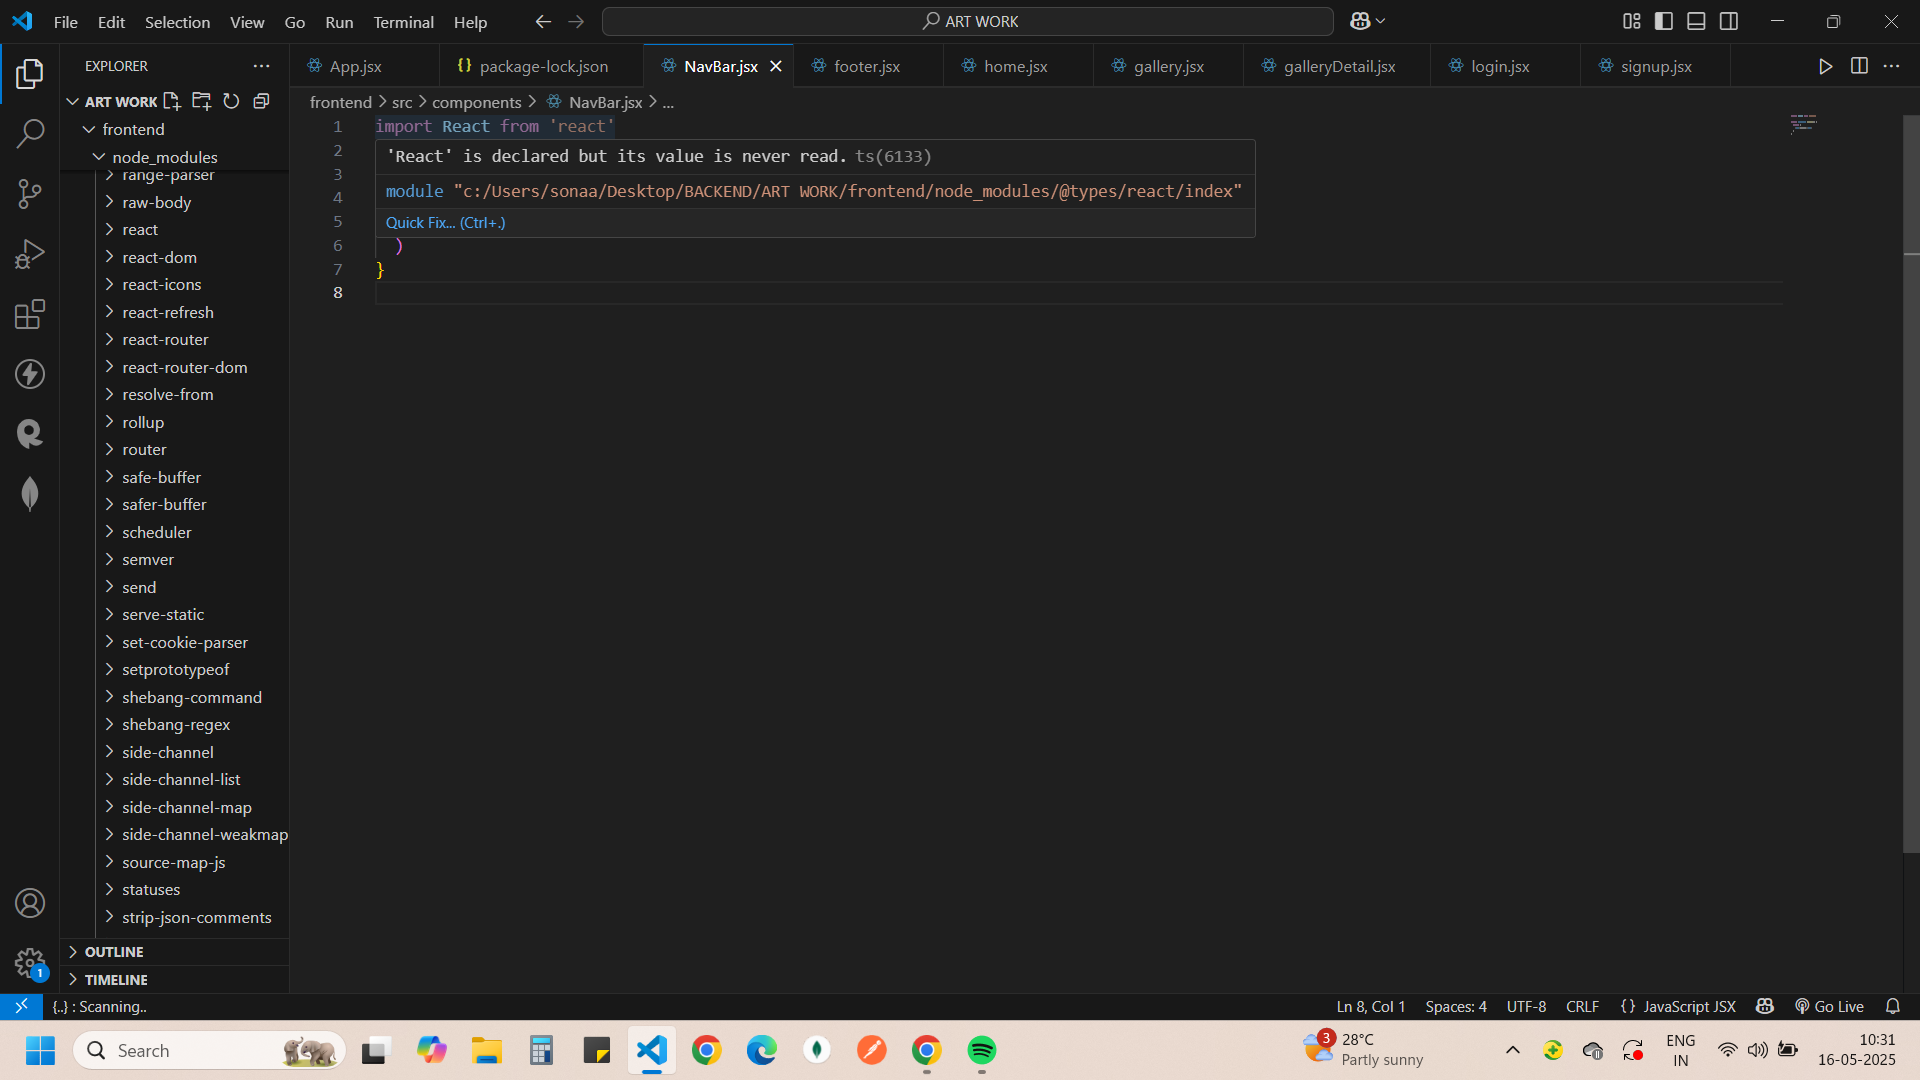 File Edit Selection View Go Run Terminal Help
ART WORK
EXPLORER
ART WORK
frontend
node_modules
range-parser
raw-body
react
react-dom
react-icons
react-refresh
react-router
react-router-dom
resolve-from
rollup
router
safe-buffer
safer-buffer
scheduler
semver
send
serve-static
set-cookie-parser
setprototypeof
shebang-command
shebang-regex
side-channel
side-channel-list
side-channel-map
side-channel-weakmap
source-map-js
statuses
strip-json-comments
OUTLINE
TIMELINE
1
App.jsx {} package-lock.json NavBar.jsx footer.jsx home.jsx gallery.jsx galleryDetail.jsx login.jsx signup.jsx
frontend > src > components > NavBar.jsx > ...
1 import React from 'react'
2
3
4
5
6 )
7 }
8
'React' is declared but its value is never read. ts(6133)
module "c:/Users/sonaa/Desktop/BACKEND/ART WORK/frontend/node_modules/@types/react/index"
Quick Fix... (Ctrl+.)
{..} : Scanning..
Ln 8, Col 1 Spaces: 4 UTF-8 CRLF {} JavaScript JSX Go Live
Search
3
28°C
Partly sunny
ENG
IN
10:31
16-05-2025